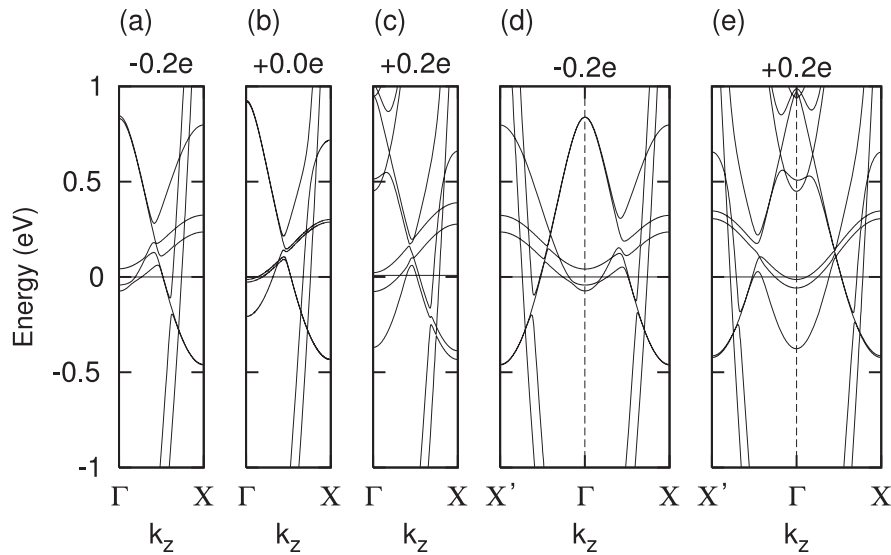 (a) (b) (c) (d) (e)
-0.2e +0.0e +0.2e -0.2e +0.2e
1
0.5
0
-0.5
-1
Energy (eV)
Γ X Γ X Γ X X' Γ X X' Γ X
k_z k_z k_z k_z k_z